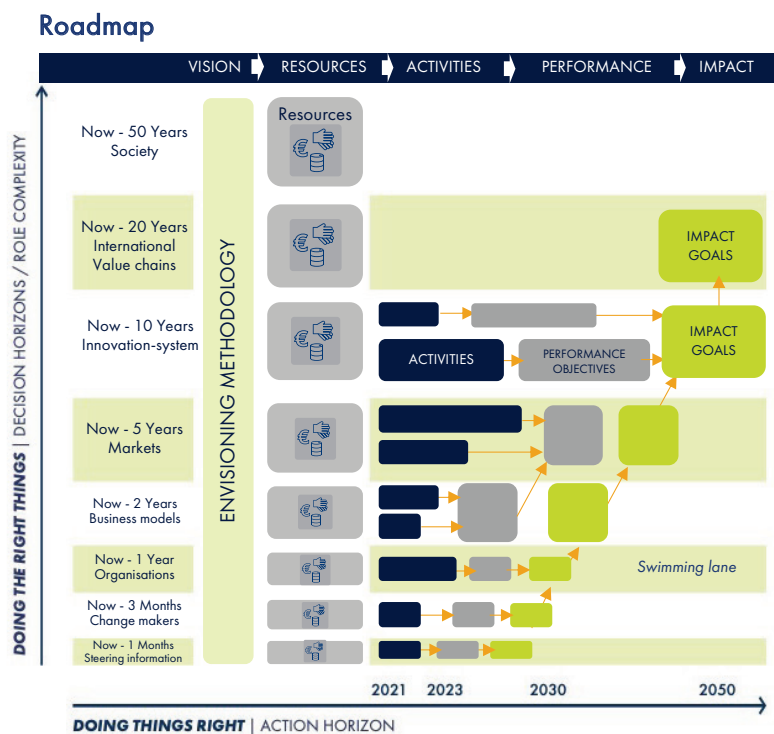 Roadmap
VISION
RESOURCES
ACTIVITIES
PERFORMANCE
IMPACT
DOING THE RIGHT THINGS | DECISION HORIZONS / ROLE COMPLEXITY
ENVISIONING METHODOLOGY
Now - 50 Years
Society
Resources
Now - 20 Years
International
Value chains
IMPACT
GOALS
Now - 10 Years
Innovation-system
ACTIVITIES
PERFORMANCE
OBJECTIVES
IMPACT
GOALS
Now - 5 Years
Markets
Now - 2 Years
Business models
Now - 1 Year
Organisations
Swimming lane
Now - 3 Months
Change makers
Now - 1 Months
Steering information
2021
2023
2030
2050
DOING THINGS RIGHT | ACTION HORIZON